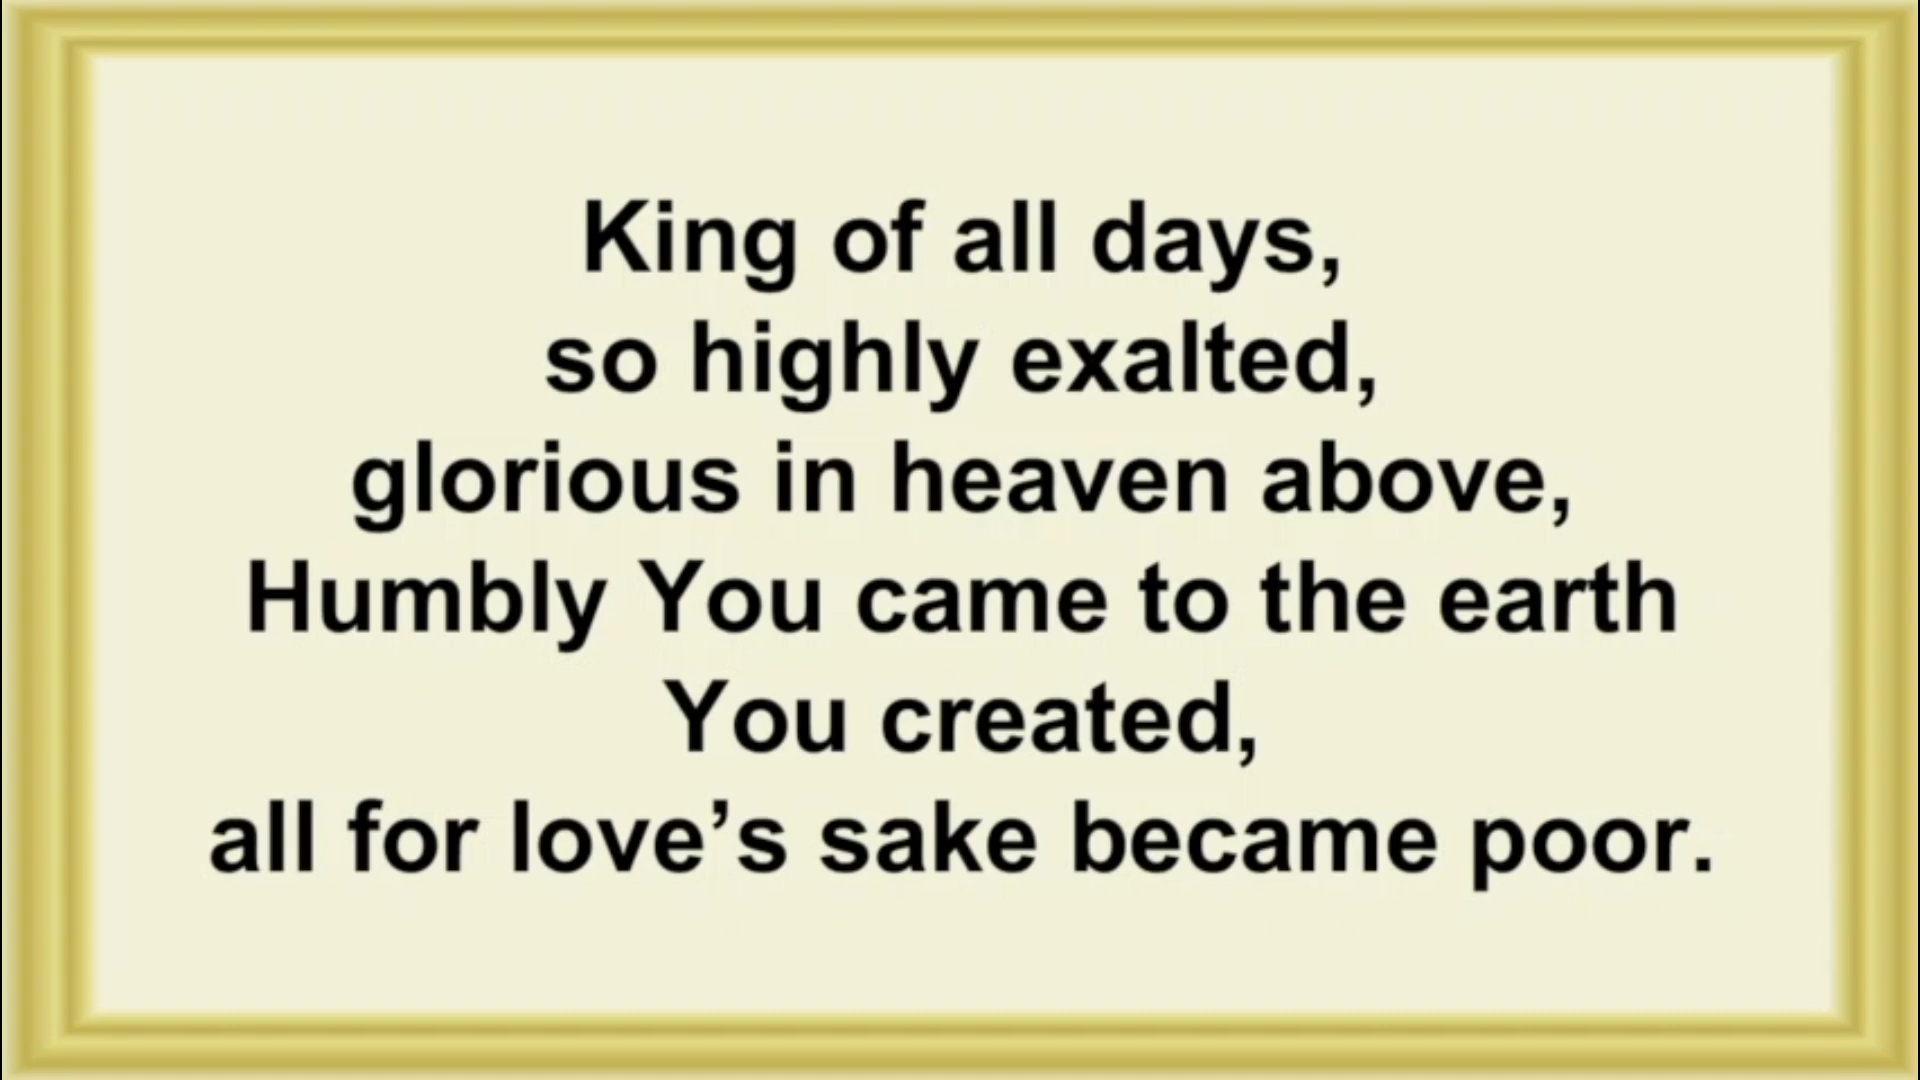 King of all days,
so highly exalted,
glorious in heaven above,
Humbly You came to the earth
You created,
all for love’s sake became poor.